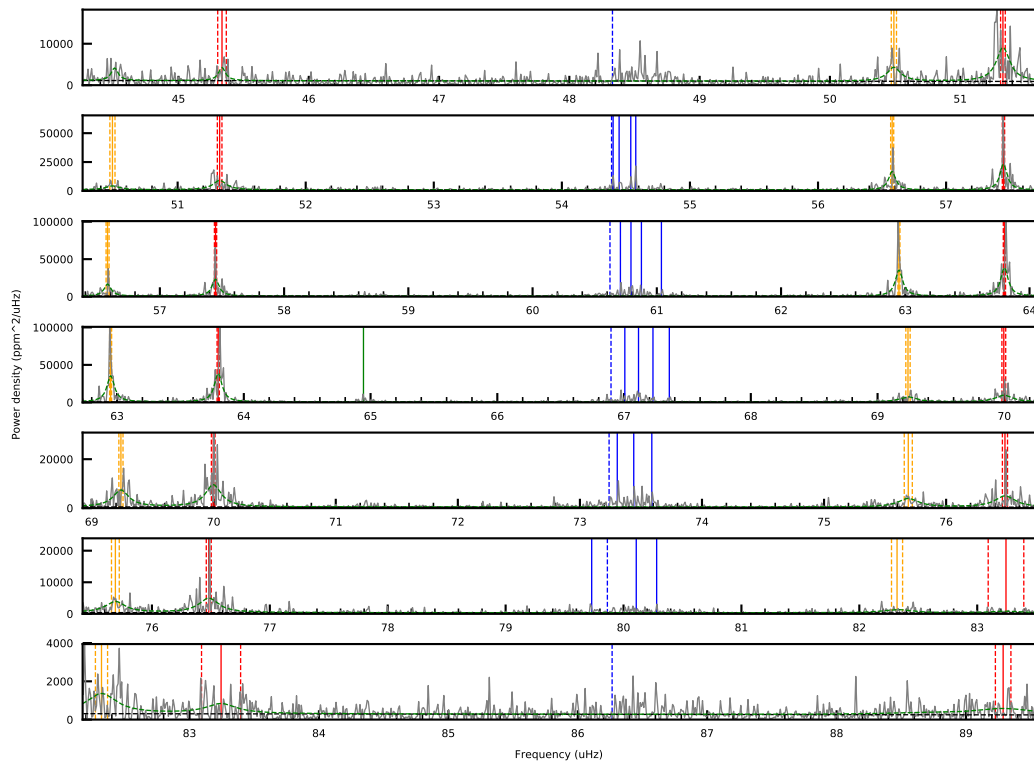 10000
0
45 46 47 48 49 50 51
50000
25000
0
51 52 53 54 55 56 57
100000
50000
0
57 58 59 60 61 62 63 64
Power density (ppm^2/uHz)
100000
50000
0
63 64 65 66 67 68 69 70
20000
0
69 70 71 72 73 74 75 76
20000
10000
0
76 77 78 79 80 81 82 83
4000
2000
0
83 84 85 86 87 88 89
Frequency (uHz)